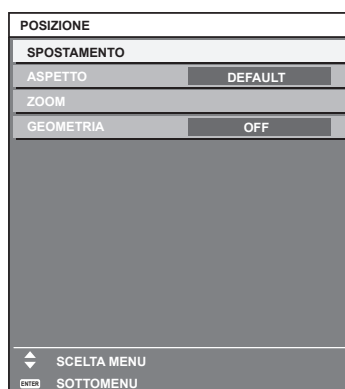 POSIZIONE
SPOSTAMENTO
ASPETTO DEFAULT
ZOOM
GEOMETRIA OFF
SCELTA MENU
ENTER SOTTOMENU